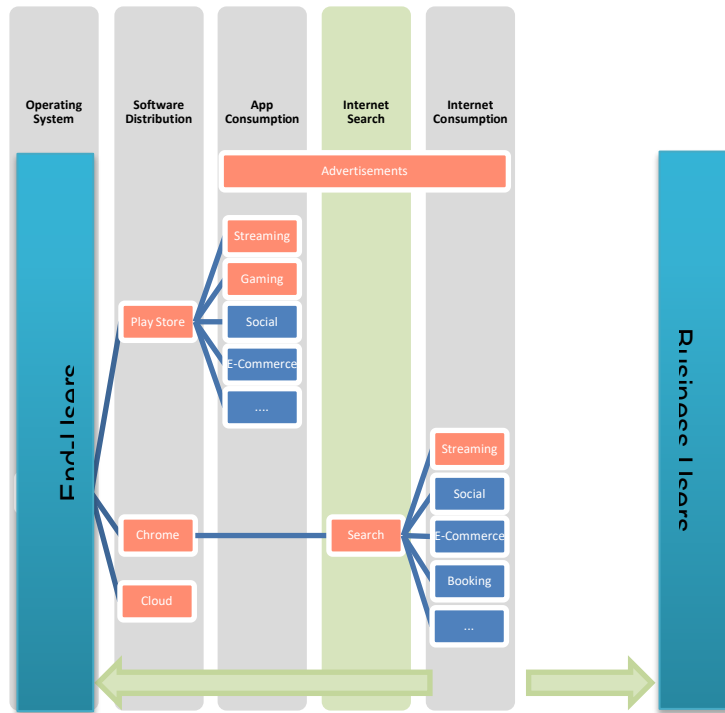 Operating
System
Software
Distribution
App
Consumption
Internet
Search
Internet
Consumption
Advertisements
Streaming
Gaming
Play Store
Social
E-Commerce
....
Streaming
Social
Chrome
Search
E-Commerce
Booking
Cloud
...
End-Users
Business Users